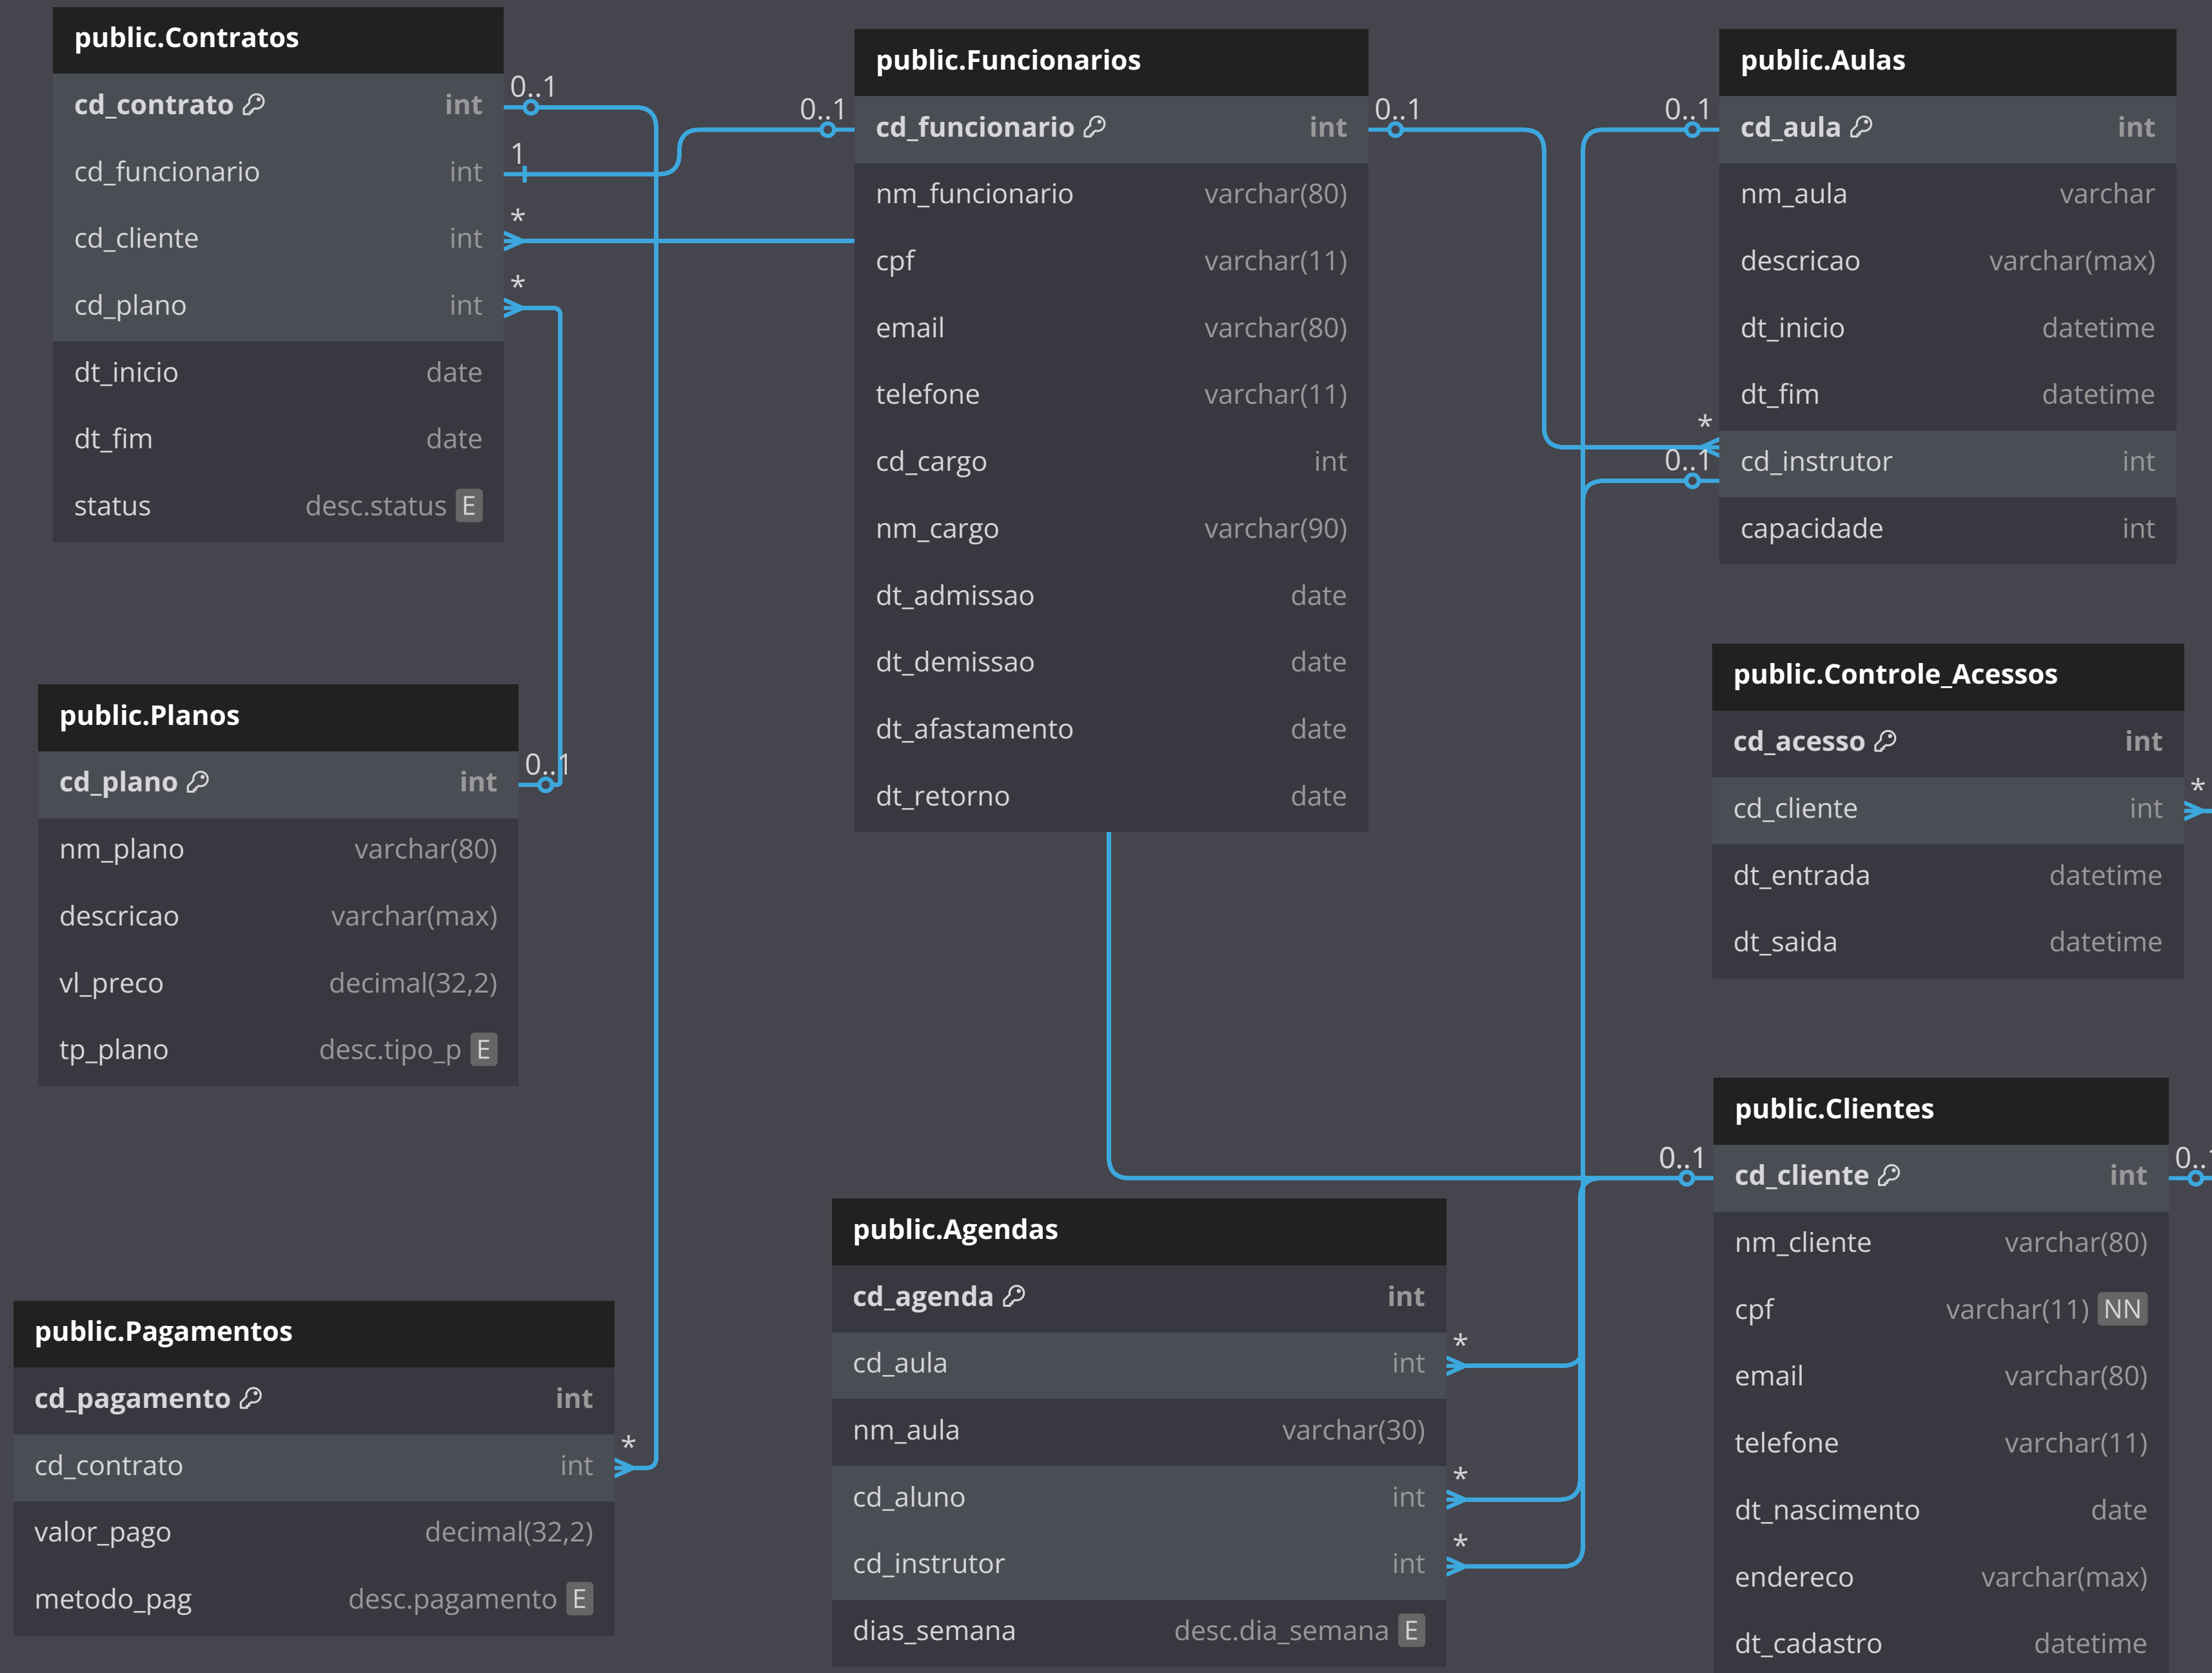 public.Contratos
cd_contrato int
0..1
cd_funcionario int
1
cd_cliente int
*
cd_plano int
*
dt_inicio date
dt_fim date
status desc.status E
public.Planos
cd_plano int
0..1
nm_plano varchar(80)
descricao varchar(max)
vl_preco decimal(32,2)
tp_plano desc.tipo_p E
public.Pagamentos
cd_pagamento int
cd_contrato int
*
valor_pago decimal(32,2)
metodo_pag desc.pagamento E
public.Funcionarios
0..1
cd_funcionario int
0..1
nm_funcionario varchar(80)
cpf varchar(11)
email varchar(80)
telefone varchar(11)
cd_cargo int
nm_cargo varchar(90)
dt_admissao date
dt_demissao date
dt_afastamento date
dt_retorno date
public.Agendas
cd_agenda int
cd_aula int
*
nm_aula varchar(30)
cd_aluno int
*
cd_instrutor int
*
dias_semana desc.dia_semana E
public.Aulas
0..1
cd_aula int
nm_aula varchar
descricao varchar(max)
dt_inicio datetime
dt_fim datetime
*
0..1
cd_instrutor int
capacidade int
public.Controle_Acessos
cd_acesso int
cd_cliente int
*
dt_entrada datetime
dt_saida datetime
public.Clientes
0..1
cd_cliente int
0..1
nm_cliente varchar(80)
cpf varchar(11) NN
email varchar(80)
telefone varchar(11)
dt_nascimento date
endereco varchar(max)
dt_cadastro datetime